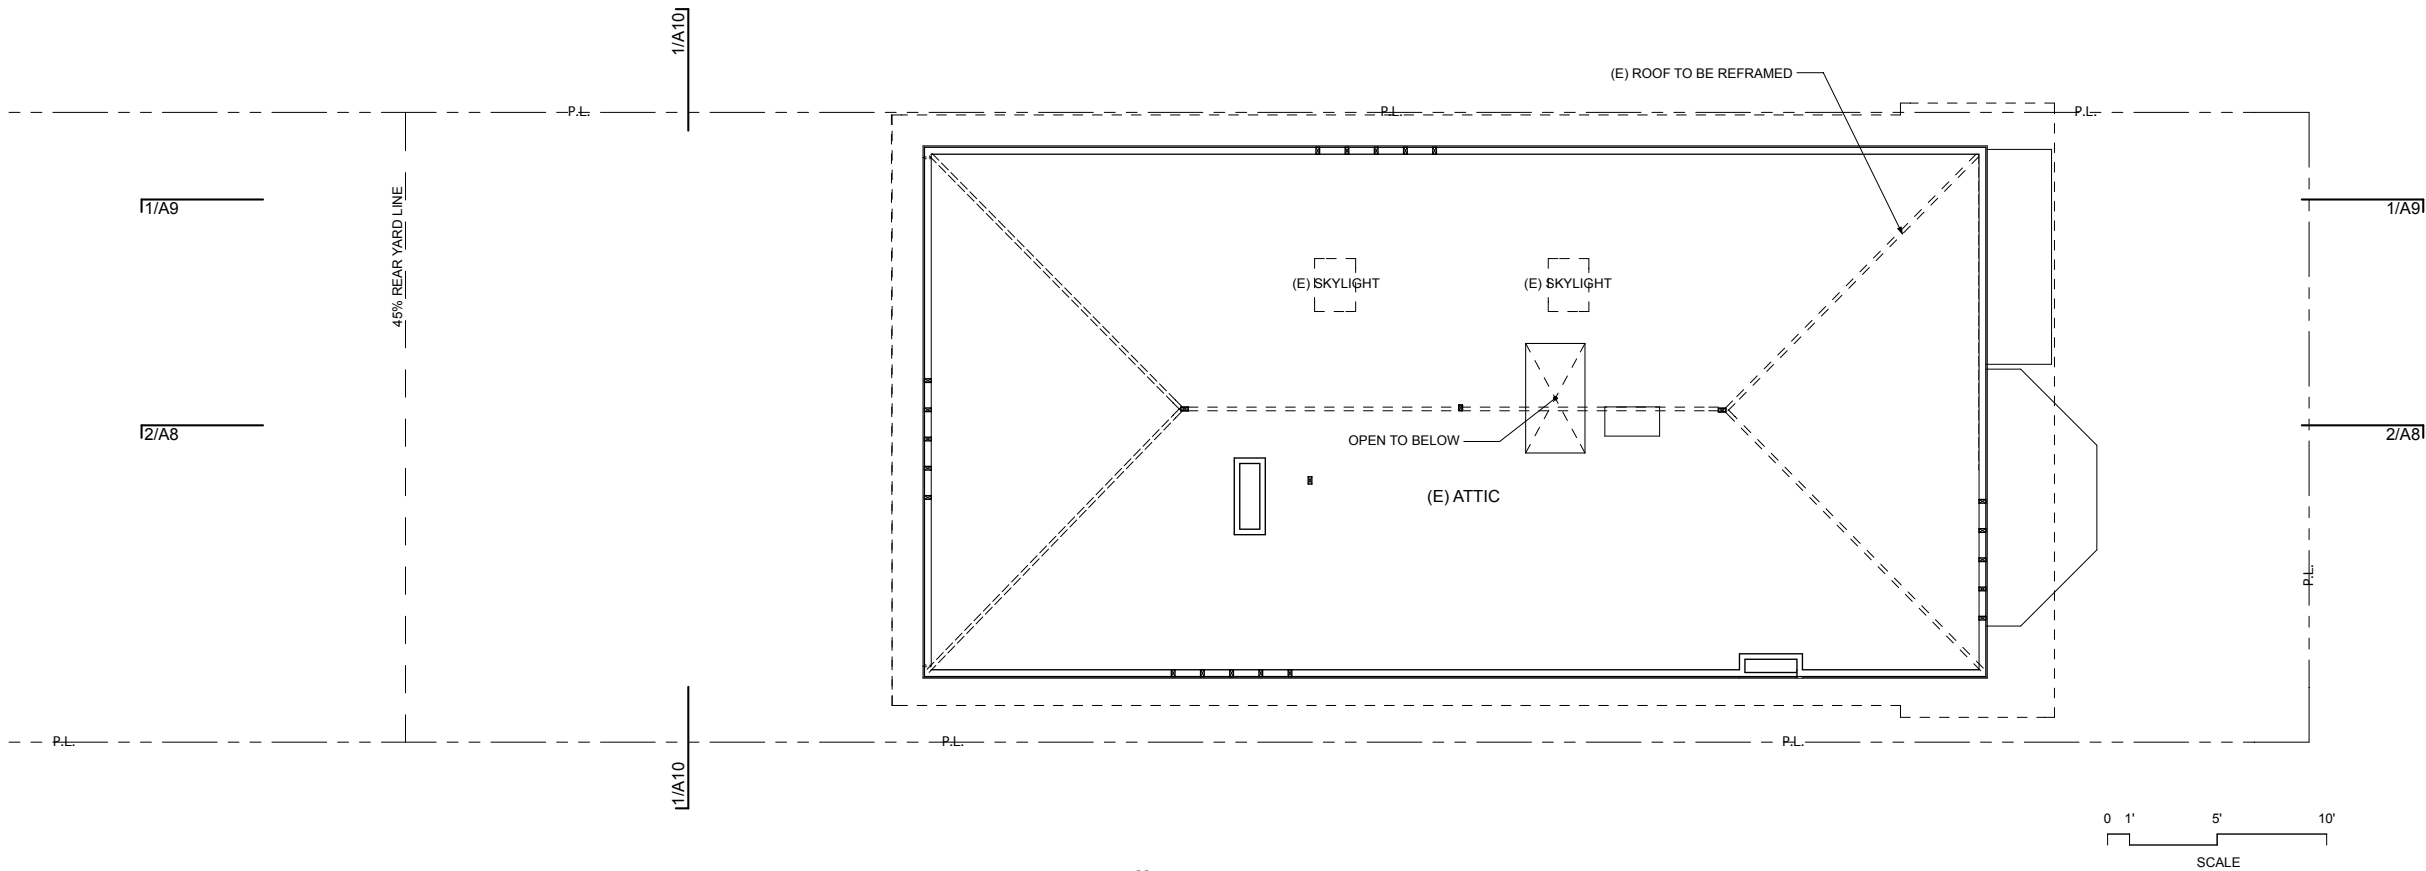 1/A10
(E) ROOF TO BE REFRAMED
P.L.
P.L.
P.L.
1/A9
45% REAR YARD LINE
1/A9
(E) SKYLIGHT
(E) SKYLIGHT
2/A8
OPEN TO BELOW
2/A8
(E) ATTIC
P.L.
P.L.
P.L.
P.L.
1/A10
0 1' 5' 10'
SCALE